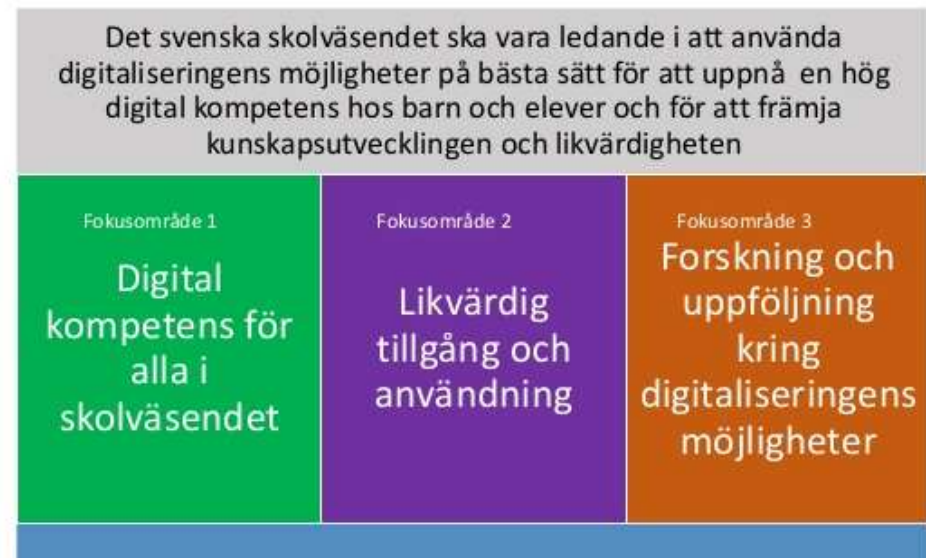 Det svenska skolväsendet ska vara ledande i att använda
digitaliseringens möjligheter på bästa sätt för att uppnå en hög
digital kompetens hos barn och elever och för att främja
kunskapsutvecklingen och likvärdigheten
Fokusområde 1
Digital
kompetens för
alla i
skolväsendet
Fokusområde 2
Likvärdig
tillgång och
användning
Fokusområde 3
Forskning och
uppföljning
kring
digitaliseringens
möjligheter